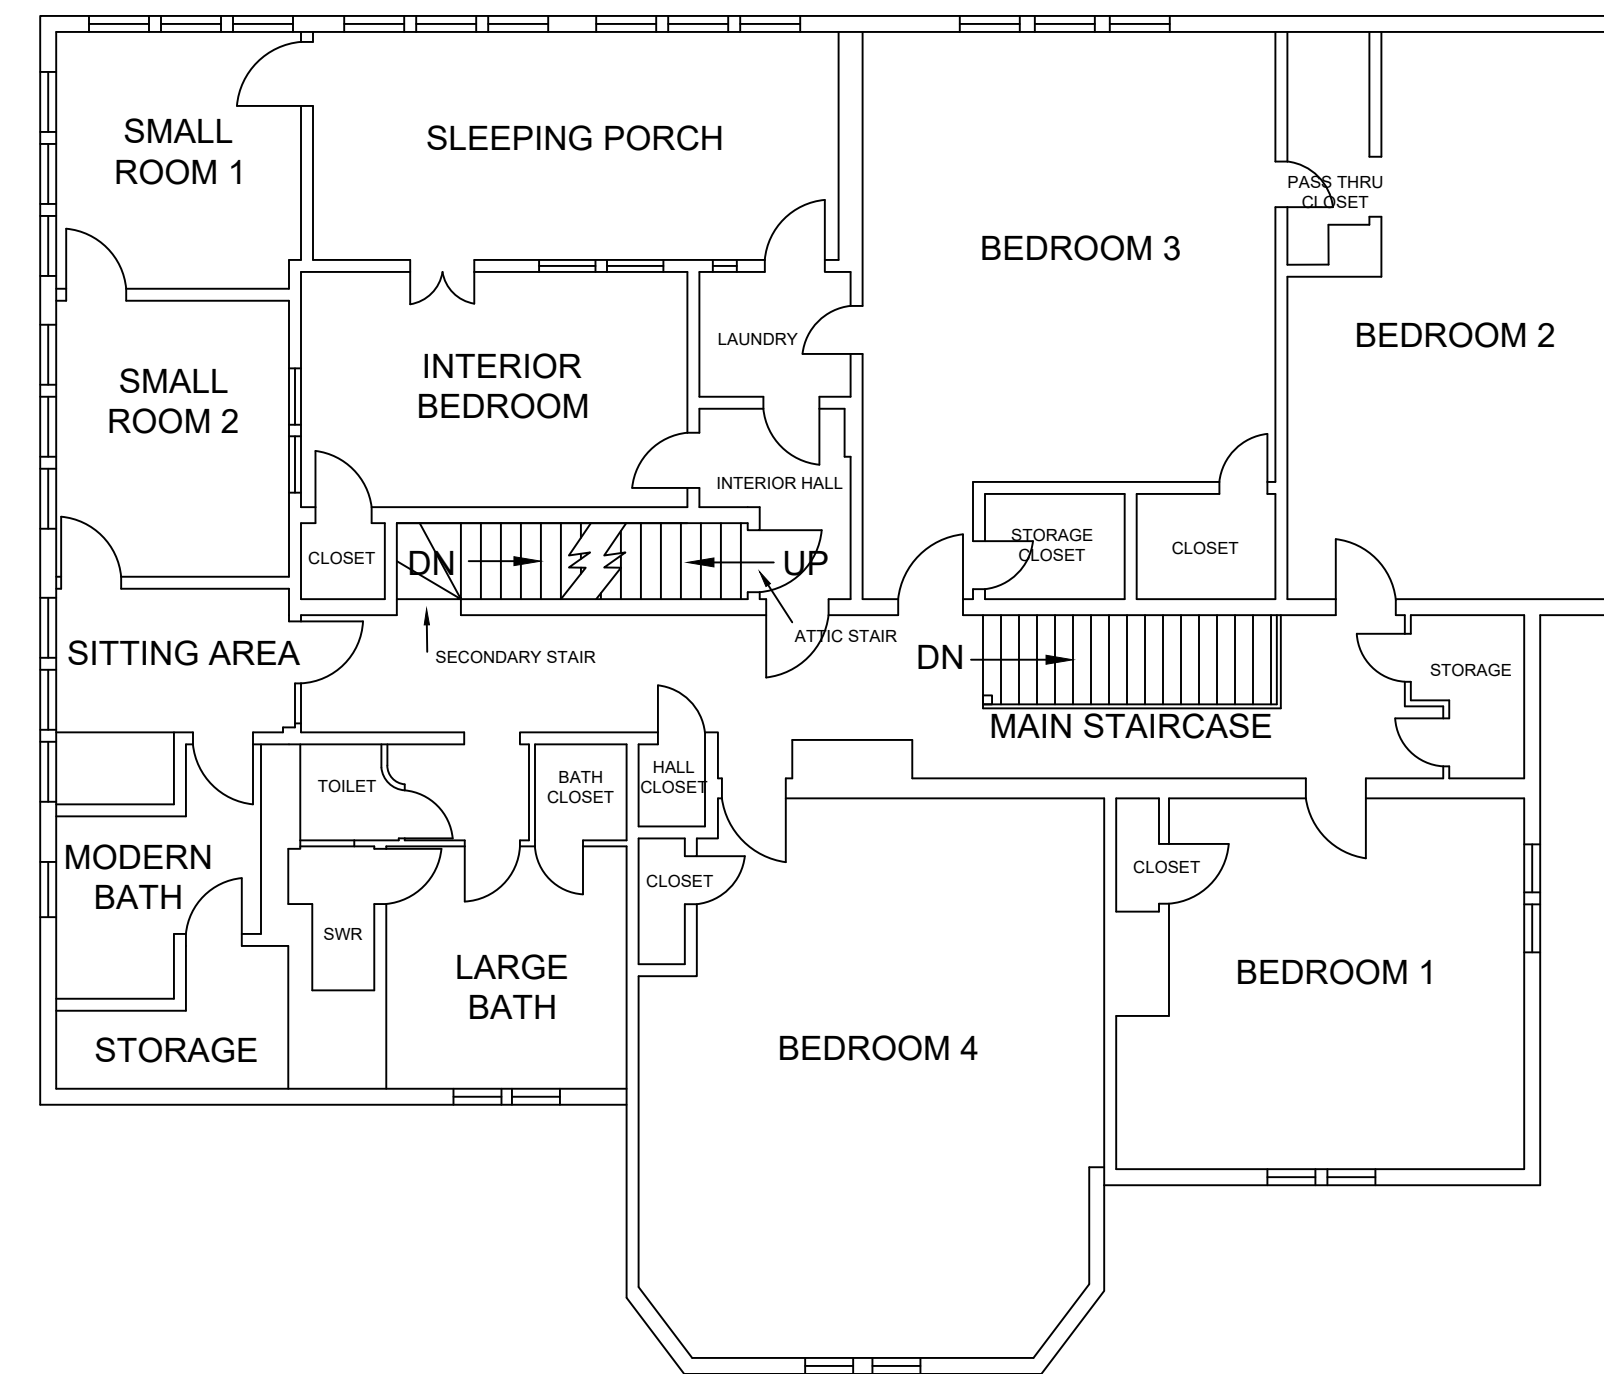 SMALL
ROOM 1
SLEEPING PORCH
PASS THRU
CLOSET
BEDROOM 3
BEDROOM 2
LAUNDRY
INTERIOR
BEDROOM
SMALL
ROOM 2
INTERIOR HALL
STORAGE
CLOSET
CLOSET
CLOSET
DN
UP
ATTIC STAIR
SITTING AREA
SECONDARY STAIR
DN
STORAGE
MAIN STAIRCASE
TOILET
BATH
CLOSET
HALL
CLOSET
MODERN
BATH
CLOSET
CLOSET
SWR
LARGE
BATH
BEDROOM 1
STORAGE
BEDROOM 4